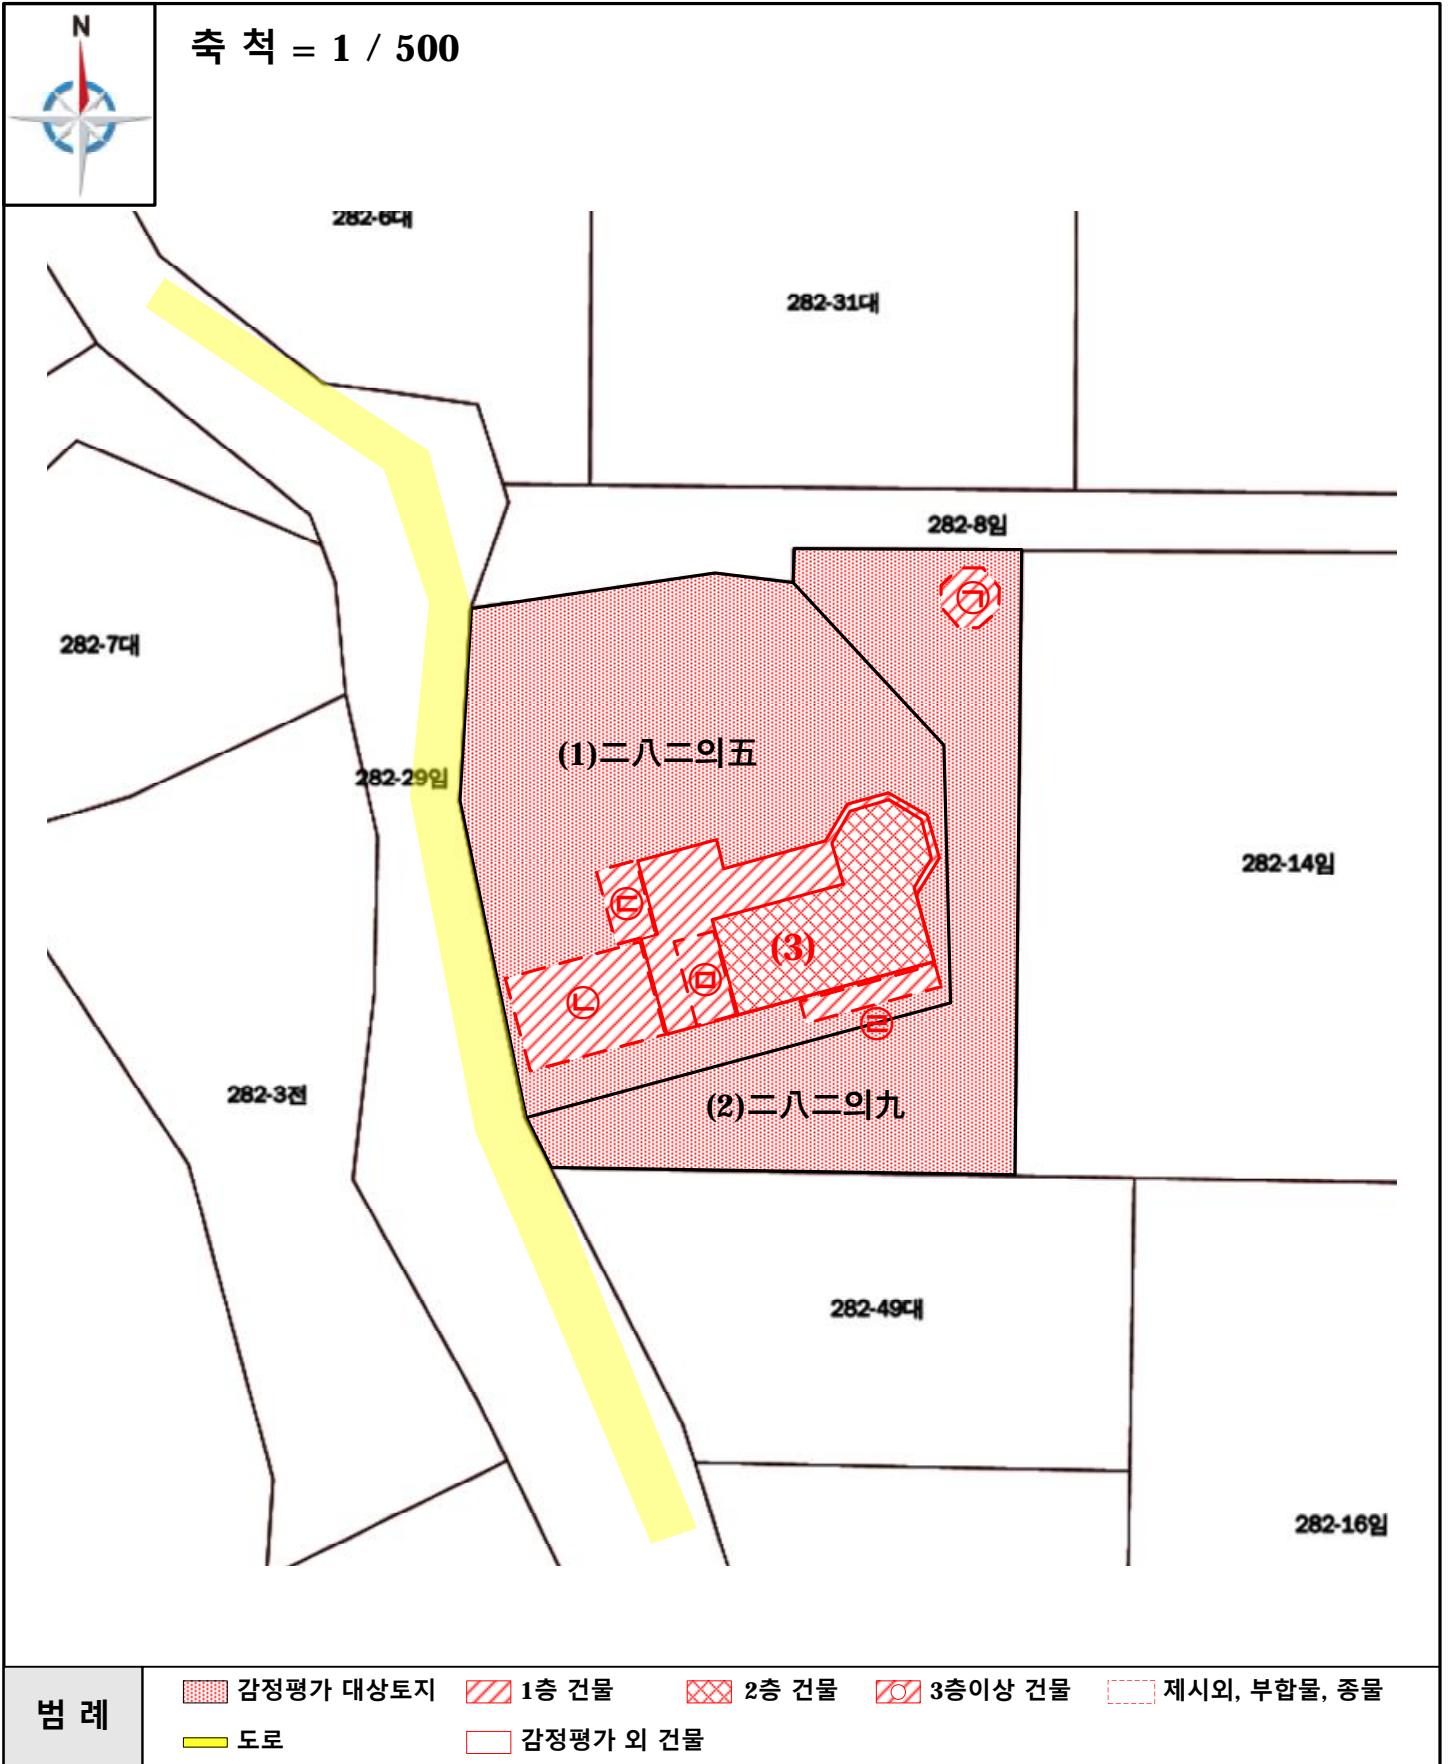 N
축 척 = 1 / 500
282-6대
282-31대
282-8임
㉠
282-7대
(1)二八二의五
282-29임
282-14임
㉢
(3)
㉤
㉡
㉣
282-3전
(2)二八二의九
282-49대
282-16임
범 례
감정평가 대상토지 1층 건물 2층 건물 3층이상 건물 제시외, 부합물, 종물
도로 감정평가 외 건물